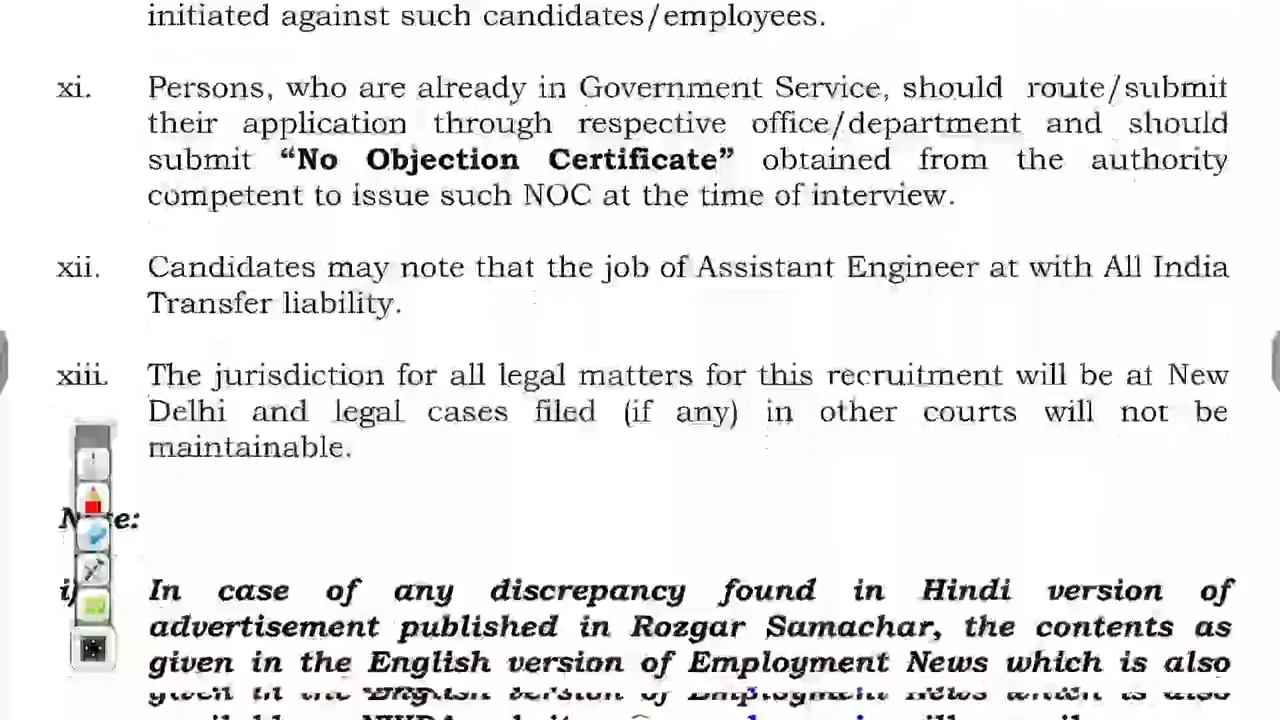 initiated against such candidates/employees.
xi. Persons, who are already in Government Service, should route/submit
their application through respective office/department and should
submit “No Objection Certificate” obtained from the authority
competent to issue such NOC at the time of interview.
xii. Candidates may note that the job of Assistant Engineer at with All India
Transfer liability.
xiii. The jurisdiction for all legal matters for this recruitment will be at New
Delhi and legal cases filed (if any) in other courts will not be
maintainable.
Note:
i) In case of any discrepancy found in Hindi version of
advertisement published in Rozgar Samachar, the contents as
given in the English version of Employment News which is also